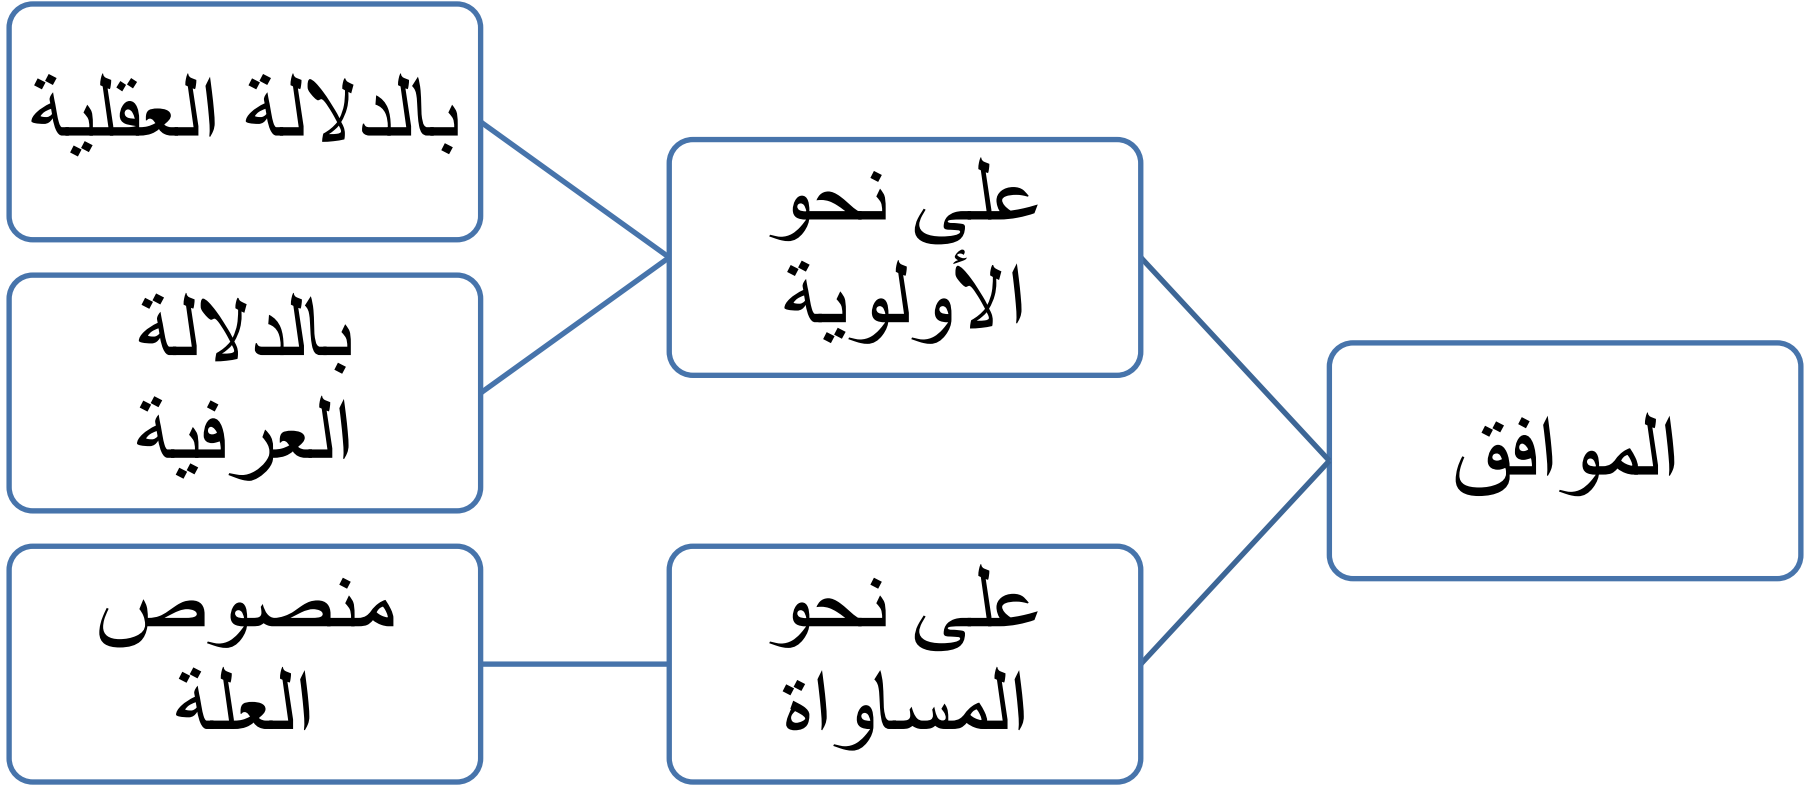 الموافق
على نحو
الأولوية
بالدلالة العقلية
بالدلالة
العرفية
على نحو
المساواة
منصوص
العلة